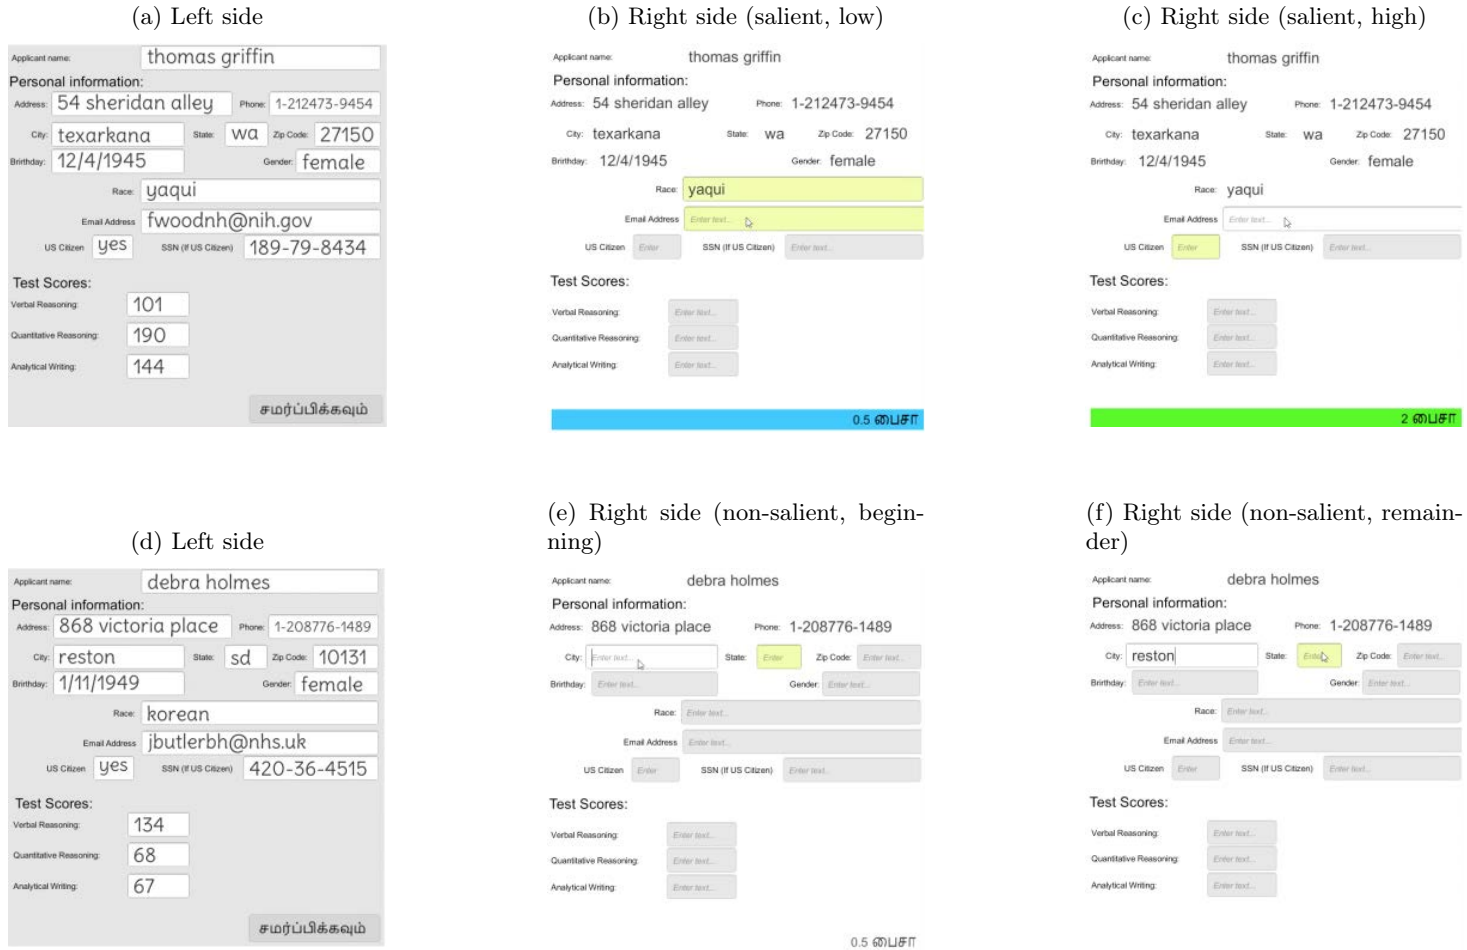 (a) Left side
Applicant name: thomas griffin
Personal information:
Address: 54 sheridan alley Phone: 1-212473-9454
City: texarkana State: wa Zip Code: 27150
Brirthday: 12/4/1945 Gender: female
Race: yaqui
Email Address fwoodnh@nih.gov
US Citizen yes SSN (If US Citizen) 189-79-8434
Test Scores:
Verbal Reasoning: 101
Quantitative Reasoning: 190
Analytical Writing: 144
சமர்ப்பிக்கவும்
(b) Right side (salient, low)
Applicant name: thomas griffin
Personal information:
Address: 54 sheridan alley Phone: 1-212473-9454
City: texarkana State: wa Zip Code: 27150
Brirthday: 12/4/1945 Gender: female
Race: yaqui
Email Address Enter text...
US Citizen Enter SSN (If US Citizen) Enter text...
Test Scores:
Verbal Reasoning: Enter text...
Quantitative Reasoning: Enter text...
Analytical Writing: Enter text...
0.5 பைசா
(c) Right side (salient, high)
Applicant name: thomas griffin
Personal information:
Address: 54 sheridan alley Phone: 1-212473-9454
City: texarkana State: wa Zip Code: 27150
Brirthday: 12/4/1945 Gender: female
Race: yaqui
Email Address Enter text...
US Citizen Enter SSN (If US Citizen) Enter text...
Test Scores:
Verbal Reasoning: Enter text...
Quantitative Reasoning: Enter text...
Analytical Writing: Enter text...
2 பைசா
(d) Left side
Applicant name: debra holmes
Personal information:
Address: 868 victoria place Phone: 1-208776-1489
City: reston State: sd Zip Code: 10131
Brirthday: 1/11/1949 Gender: female
Race: korean
Email Address jbutlerbh@nhs.uk
US Citizen yes SSN (If US Citizen) 420-36-4515
Test Scores:
Verbal Reasoning: 134
Quantitative Reasoning: 68
Analytical Writing: 67
சமர்ப்பிக்கவும்
(e) Right side (non-salient, begin-
ning)
Applicant name: debra holmes
Personal information:
Address: 868 victoria place Phone: 1-208776-1489
City: Enter text... State: Enter Zip Code: Enter text...
Brirthday: Enter text... Gender: Enter text...
Race: Enter text...
Email Address Enter text...
US Citizen Enter SSN (If US Citizen) Enter text...
Test Scores:
Verbal Reasoning: Enter text...
Quantitative Reasoning: Enter text...
Analytical Writing: Enter text...
0.5 பைசா
(f) Right side (non-salient, remain-
der)
Applicant name: debra holmes
Personal information:
Address: 868 victoria place Phone: 1-208776-1489
City: reston State: Enter Zip Code: Enter text...
Brirthday: Enter text... Gender: Enter text...
Race: Enter text...
Email Address Enter text...
US Citizen Enter SSN (If US Citizen) Enter text...
Test Scores:
Verbal Reasoning: Enter text...
Quantitative Reasoning: Enter text...
Analytical Writing: Enter text...